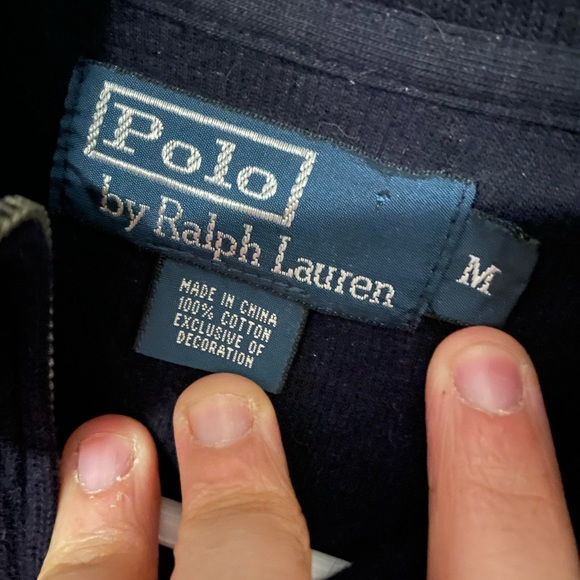 Polo
by Ralph Lauren
M
MADE IN CHINA
100% COTTON
EXCLUSIVE OF
DECORATION